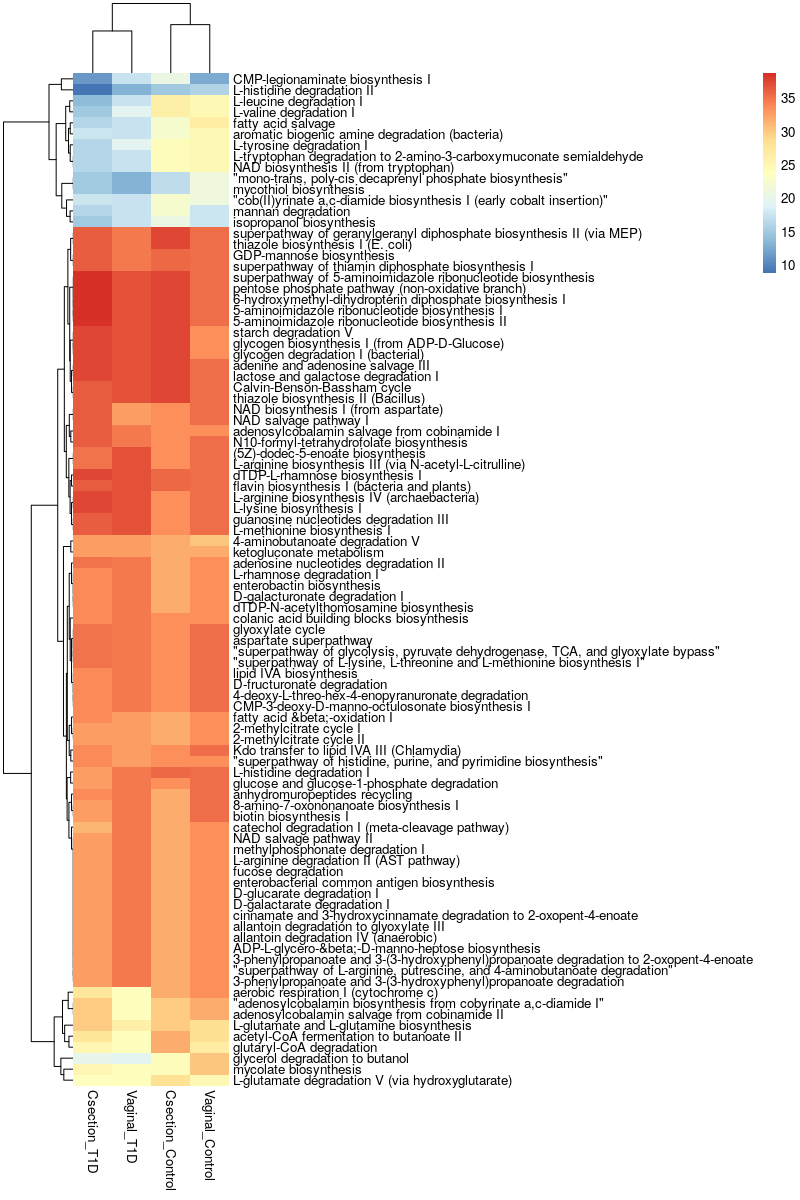 CMP-legionaminate biosynthesis I
L-histidine degradation II
L-leucine degradation I
L-valine degradation I
fatty acid salvage
aromatic biogenic amine degradation (bacteria)
L-tyrosine degradation I
L-tryptophan degradation to 2-amino-3-carboxymuconate semialdehyde
NAD biosynthesis II (from tryptophan)
"mono-trans, poly-cis decaprenyl phosphate biosynthesis"
mycothiol biosynthesis
"cob(II)yrinate a,c-diamide biosynthesis I (early cobalt insertion)"
mannan degradation
isopropanol biosynthesis
superpathway of geranylgeranyl diphosphate biosynthesis II (via MEP)
thiazole biosynthesis I (E. coli)
GDP-mannose biosynthesis
superpathway of thiamin diphosphate biosynthesis I
superpathway of 5-aminoimidazole ribonucleotide biosynthesis
pentose phosphate pathway (non-oxidative branch)
6-hydroxymethyl-dihydropterin diphosphate biosynthesis I
5-aminoimidazole ribonucleotide biosynthesis I
5-aminoimidazole ribonucleotide biosynthesis II
starch degradation V
glycogen biosynthesis I (from ADP-D-Glucose)
glycogen degradation I (bacterial)
adenine and adenosine salvage III
lactose and galactose degradation I
Calvin-Benson-Bassham cycle
thiazole biosynthesis II (Bacillus)
NAD biosynthesis I (from aspartate)
NAD salvage pathway I
adenosylcobalamin salvage from cobinamide I
N10-formyl-tetrahydrofolate biosynthesis
(5Z)-dodec-5-enoate biosynthesis
L-arginine biosynthesis III (via N-acetyl-L-citrulline)
dTDP-L-rhamnose biosynthesis I
flavin biosynthesis I (bacteria and plants)
L-arginine biosynthesis IV (archaebacteria)
L-lysine biosynthesis I
guanosine nucleotides degradation III
L-methionine biosynthesis I
4-aminobutanoate degradation V
ketogluconate metabolism
adenosine nucleotides degradation II
L-rhamnose degradation I
enterobactin biosynthesis
D-galacturonate degradation I
dTDP-N-acetylthomosamine biosynthesis
colanic acid building blocks biosynthesis
glyoxylate cycle
aspartate superpathway
"superpathway of glycolysis, pyruvate dehydrogenase, TCA, and glyoxylate bypass"
"superpathway of L-lysine, L-threonine and L-methionine biosynthesis I"
lipid IVA biosynthesis
D-fructuronate degradation
4-deoxy-L-threo-hex-4-enopyranuronate degradation
CMP-3-deoxy-D-manno-octulosonate biosynthesis I
fatty acid &beta;-oxidation I
2-methylcitrate cycle I
2-methylcitrate cycle II
Kdo transfer to lipid IVA III (Chlamydia)
"superpathway of histidine, purine, and pyrimidine biosynthesis"
L-histidine degradation I
glucose and glucose-1-phosphate degradation
anhydromuropeptides recycling
8-amino-7-oxononanoate biosynthesis I
biotin biosynthesis I
catechol degradation I (meta-cleavage pathway)
NAD salvage pathway II
methylphosphonate degradation I
L-arginine degradation II (AST pathway)
fucose degradation
enterobacterial common antigen biosynthesis
D-glucarate degradation I
D-galactarate degradation I
cinnamate and 3-hydroxycinnamate degradation to 2-oxopent-4-enoate
allantoin degradation to glyoxylate III
allantoin degradation IV (anaerobic)
ADP-L-glycero-&beta;-D-manno-heptose biosynthesis
3-phenylpropanoate and 3-(3-hydroxyphenyl)propanoate degradation to 2-oxopent-4-enoate
"superpathway of L-arginine, putrescine, and 4-aminobutanoate degradation"
3-phenylpropanoate and 3-(3-hydroxyphenyl)propanoate degradation
aerobic respiration I (cytochrome c)
"adenosylcobalamin biosynthesis from cobyrinate a,c-diamide I"
adenosylcobalamin salvage from cobinamide II
L-glutamate and L-glutamine biosynthesis
acetyl-CoA fermentation to butanoate II
glutaryl-CoA degradation
glycerol degradation to butanol
mycolate biosynthesis
L-glutamate degradation V (via hydroxyglutarate)
Csection_T1D
Vaginal_T1D
Csection_Control
Vaginal_Control
35
30
25
20
15
10